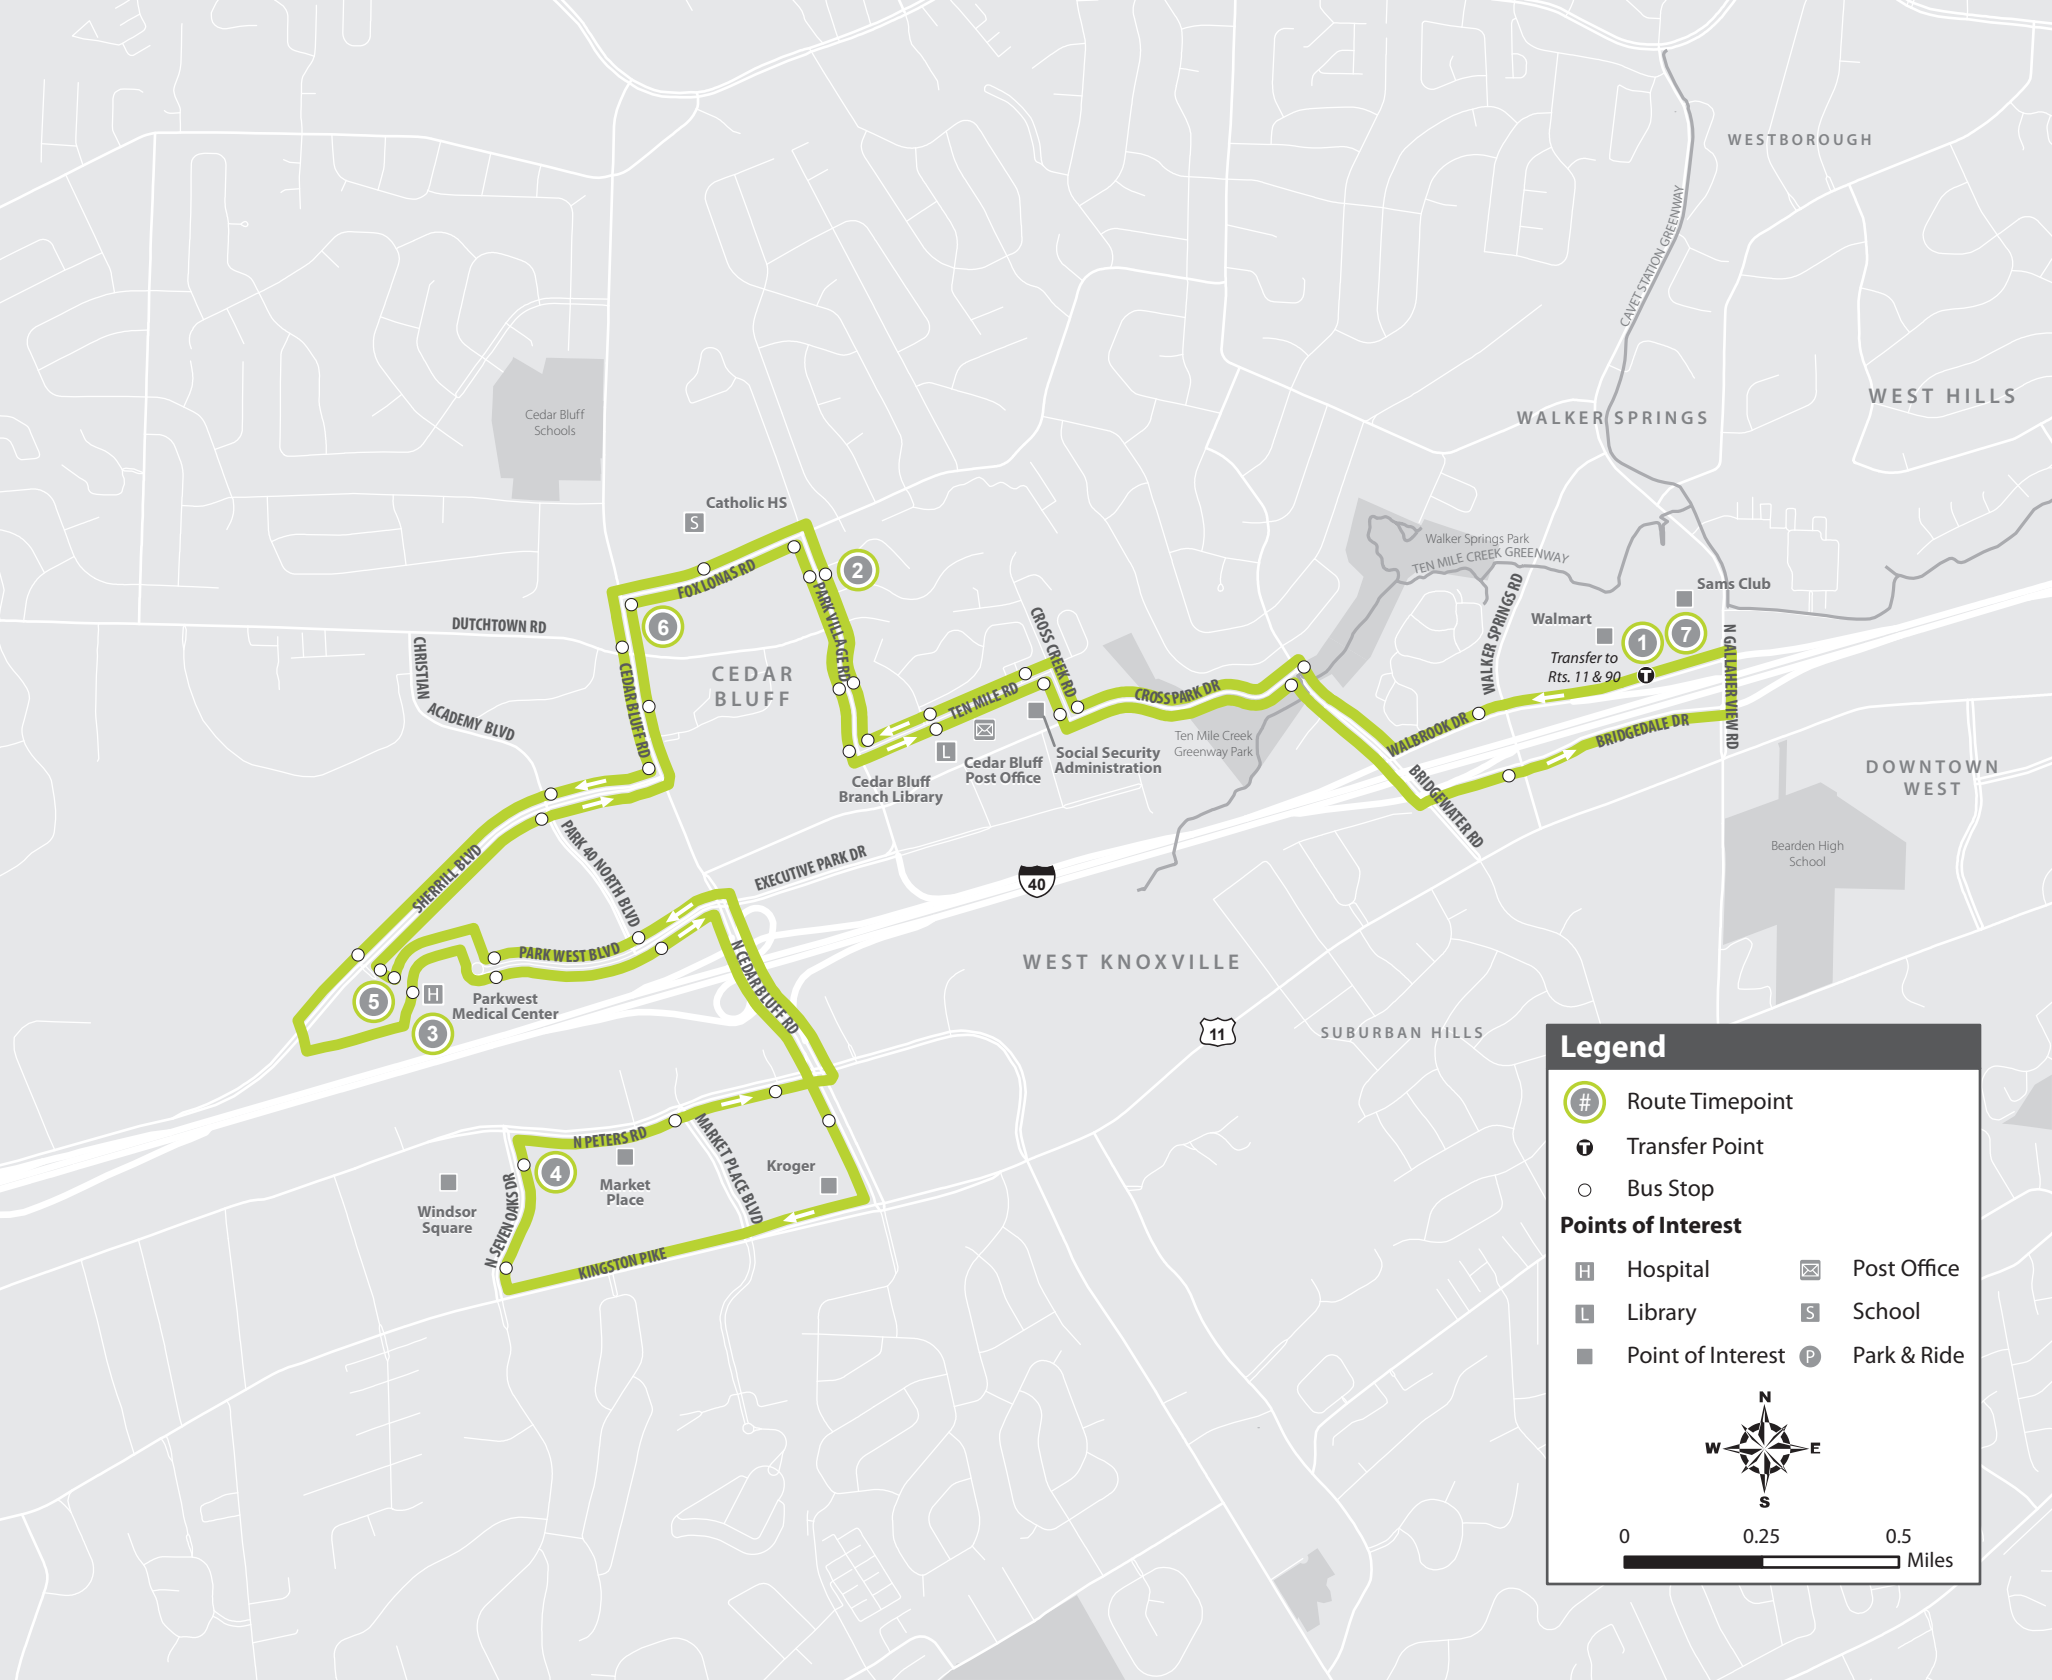 WESTBOROUGH
CAVET STATION GREENWAY
WEST HILLS
WALKER SPRINGS
Cedar Bluff
Schools
Catholic HS
S
Walker Springs Park
TEN MILE CREEK GREENWAY
2
FOX LONAS RD
PARK VILLAGE RD
6
DUTCHTOWN RD
CHRISTIAN
ACADEMY BLVD
CEDAR BLUFF RD
CEDAR
BLUFF
CROSS CREEK RD
TEN MILE RD
CROSS PARK DR
WALKER SPRINGS RD
Sams Club
Walmart
1
7
Transfer to
Rts. 11 & 90
T
N GALLAHER VIEW RD
WALBROOK DR
BRIDGEDALE DR
BRIDGEWATER RD
Ten Mile Creek
Greenway Park
L
Cedar Bluff
Post Office
Social Security
Administration
Cedar Bluff
Branch Library
DOWNTOWN
WEST
Bearden High
School
SHERRILL BLVD
PARK 40 NORTH BLVD
EXECUTIVE PARK DR
40
PARK WEST BLVD
N CEDAR BLUFF RD
WEST KNOXVILLE
5
H
Parkwest
Medical Center
3
11
SUBURBAN HILLS
N PETERS RD
MARKET PLACE BLVD
Kroger
4
Market
Place
Windsor
Square
N SEVEN OAKS DR
KINGSTON PIKE
Legend
# Route Timepoint
T Transfer Point
Bus Stop
Points of Interest
H Hospital
Post Office
L Library
S School
Point of Interest
P Park & Ride
N
W E
S
0 0.25 0.5
Miles